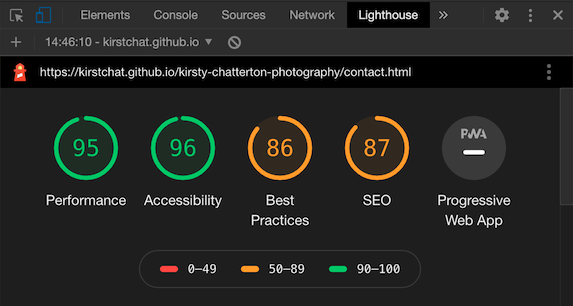 Elements Console Sources Network Lighthouse »
+ 14:46:10 - kirstchat.github.io
https://kirstchat.github.io/kirsty-chatterton-photography/contact.html
95 96 86 87 PWA
Performance Accessibility Best Practices SEO Progressive Web App
0–49 50–89 90–100